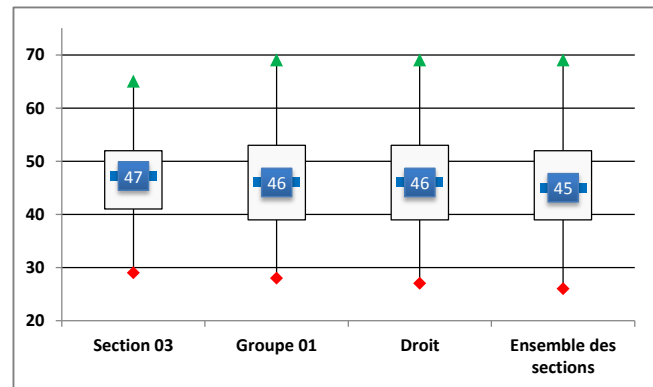 70
60
50
40
30
20
47
46
46
45
Section 03
Groupe 01
Droit
Ensemble des
sections